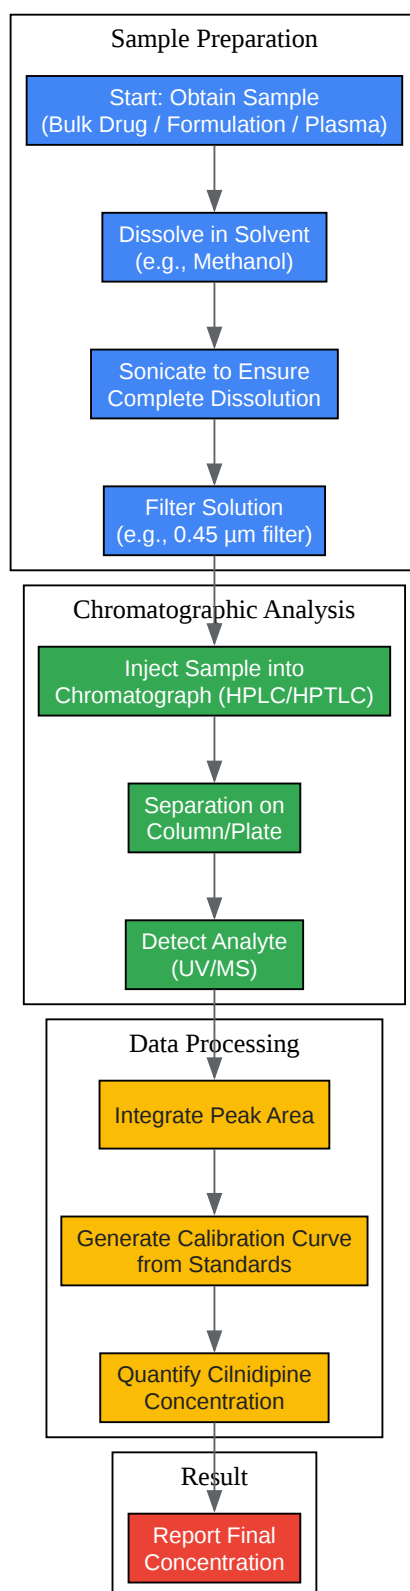 Sample Preparation
Start: Obtain Sample
(Bulk Drug / Formulation / Plasma)
Dissolve in Solvent
(e.g., Methanol)
Sonicate to Ensure
Complete Dissolution
Filter Solution
(e.g., 0.45 µm filter)
Chromatographic Analysis
Inject Sample into
Chromatograph (HPLC/HPTLC)
Separation on
Column/Plate
Detect Analyte
(UV/MS)
Data Processing
Integrate Peak Area
Generate Calibration Curve
from Standards
Quantify Cilnidipine
Concentration
Result
Report Final
Concentration